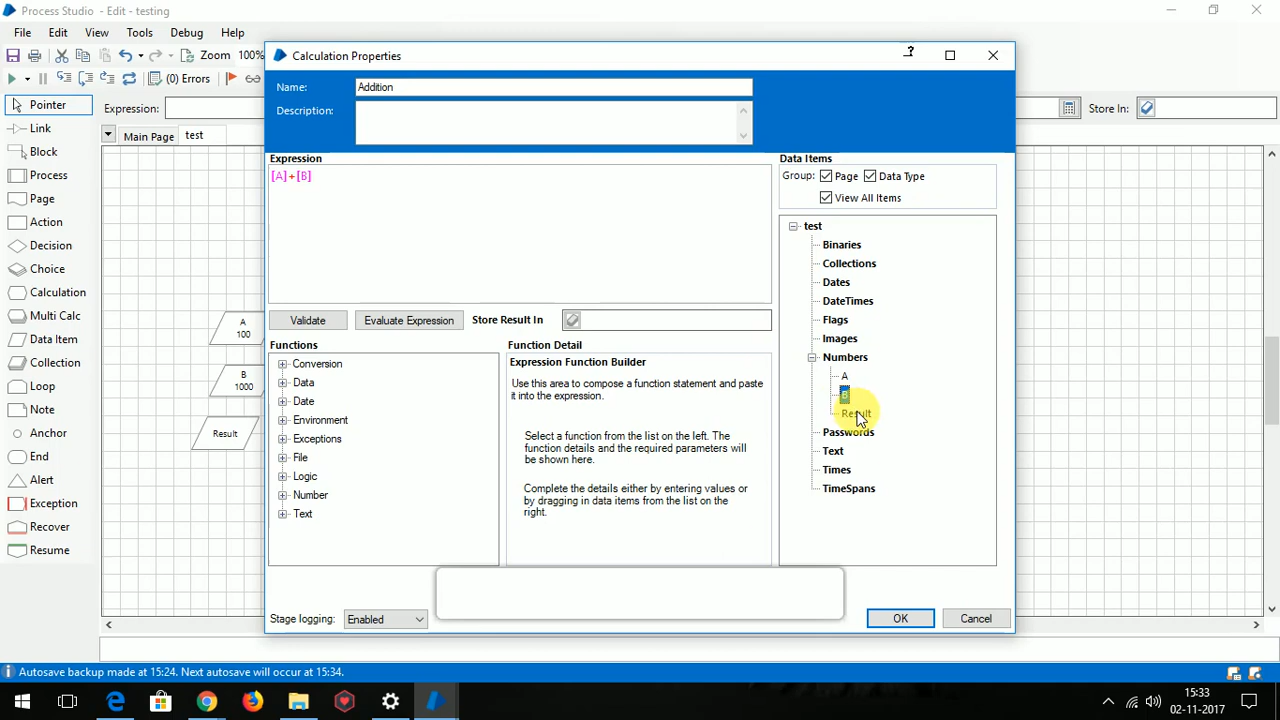 Process Studio - Edit - testing
File Edit View Tools Debug Help
Zoom 100%
(0) Errors
Expression:
Store In:
Main Page test
Pointer
Link
Block
Process
Page
Action
Decision
Choice
Calculation
Multi Calc
Data Item
Collection
Loop
Note
Anchor
End
Alert
Exception
Recover
Resume
A
100
B
1000
Result
Calculation Properties
?
Name: Addition
Description:
Expression
[A]+[B]
Validate Evaluate Expression Store Result In
Functions
Conversion
Data
Date
Environment
Exceptions
File
Logic
Number
Text
Function Detail
Expression Function Builder
Use this area to compose a function statement and paste
it into the expression.
Select a function from the list on the left. The
function details and the required parameters will
be shown here.
Complete the details either by entering values or
by dragging in data items from the list on the
right.
Data Items
Group: Page Data Type
View All Items
test
Binaries
Collections
Dates
DateTimes
Flags
Images
Numbers
A
B
Result
Passwords
Text
Times
TimeSpans
Stage logging: Enabled
OK Cancel
Autosave backup made at 15:24. Next autosave will occur at 15:34.
15:33
02-11-2017